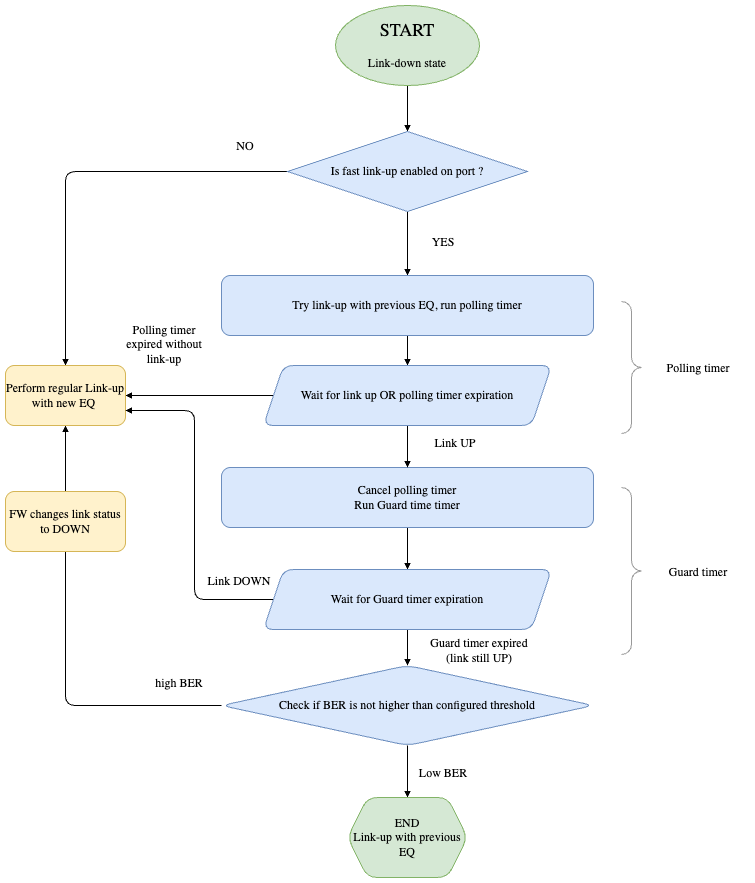 START
Link-down state
NO
Is fast link-up enabled on port ?
YES
Try link-up with previous EQ, run polling timer
Polling timer
expired without
link-up
Polling timer
Perform regular Link-up
with new EQ
Wait for link up OR polling timer expiration
Link UP
Cancel polling timer
Run Guard time timer
FW changes link status
to DOWN
Link DOWN
Guard timer
Wait for Guard timer expiration
Guard timer expired
(link still UP)
high BER
Check if BER is not higher than configured threshold
Low BER
END
Link-up with previous
EQ